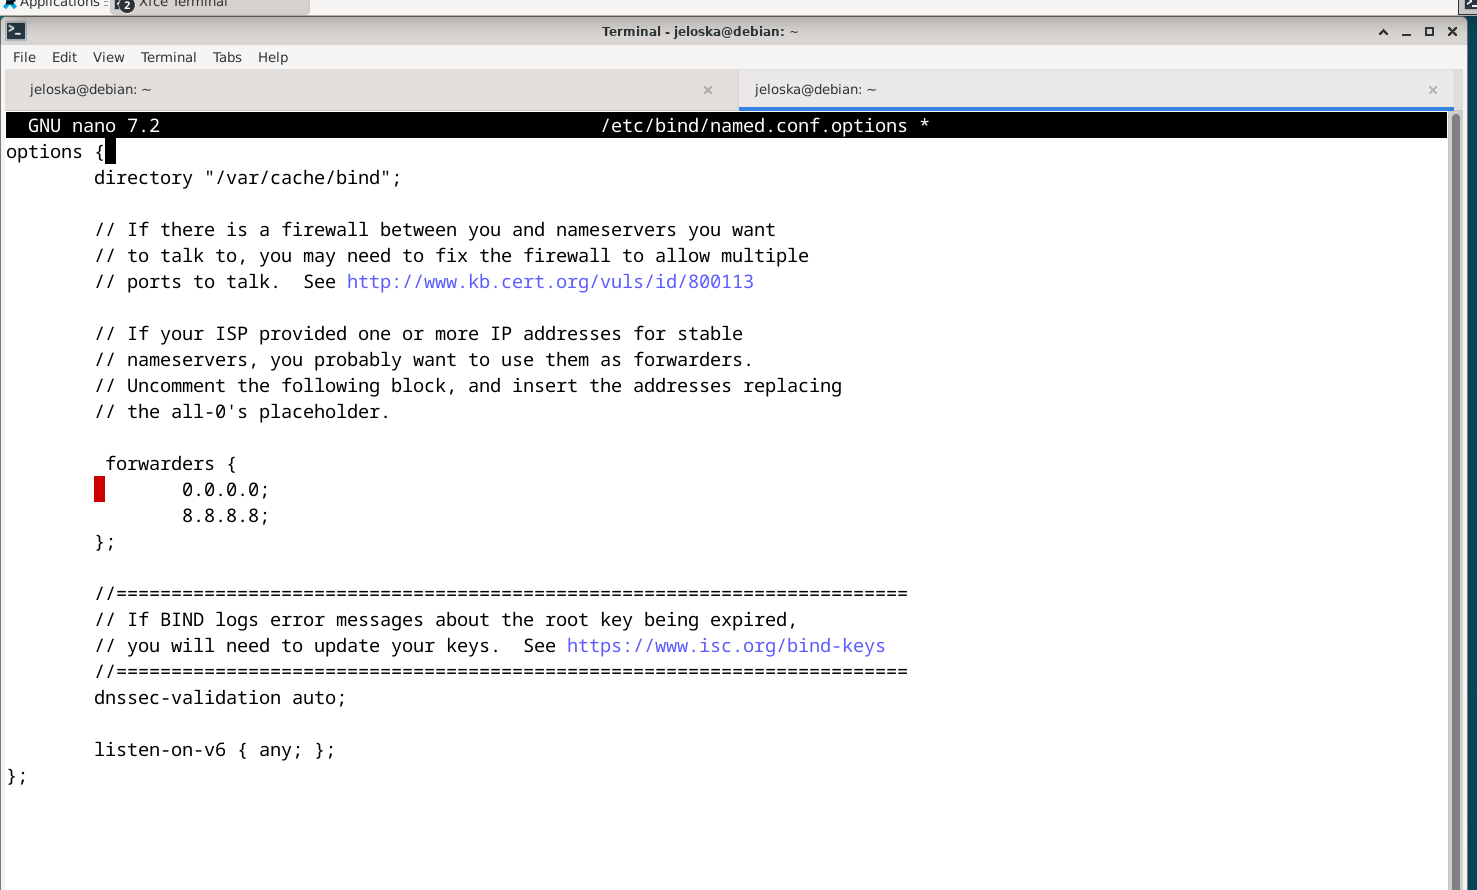 Applications :
2 Xfce Terminal
Terminal - jeloska@debian: ~
File Edit View Terminal Tabs Help
jeloska@debian: ~ × jeloska@debian: ~ ×
GNU nano 7.2 /etc/bind/named.conf.options *
options {
directory "/var/cache/bind";
// If there is a firewall between you and nameservers you want
// to talk to, you may need to fix the firewall to allow multiple
// ports to talk.  See http://www.kb.cert.org/vuls/id/800113
// If your ISP provided one or more IP addresses for stable
// nameservers, you probably want to use them as forwarders.
// Uncomment the following block, and insert the addresses replacing
// the all-0's placeholder.
forwarders {
0.0.0.0;
8.8.8.8;
};
//========================================================================
// If BIND logs error messages about the root key being expired,
// you will need to update your keys.  See https://www.isc.org/bind-keys
//========================================================================
dnssec-validation auto;
listen-on-v6 { any; };
};